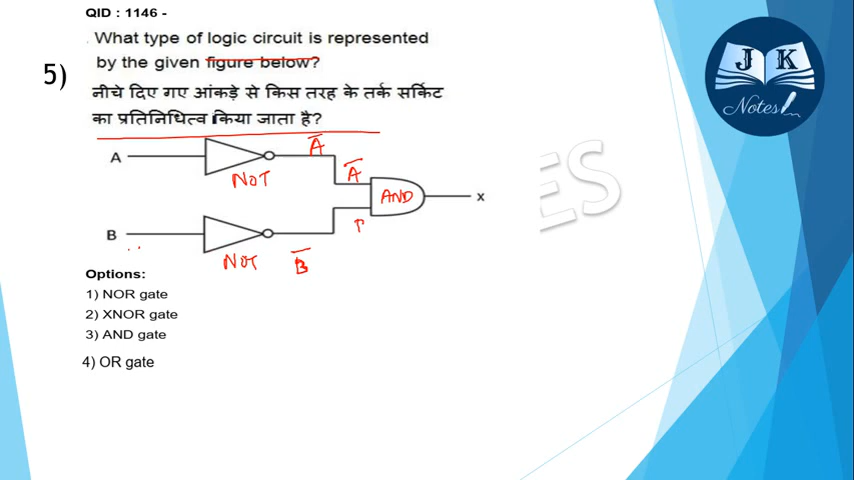 QID : 1146 -
What type of logic circuit is represented
by the given figure below?
5)
नीचे दिए गए आंकड़े से किस तरह के तर्क सर्किट
का प्रतिनिधित्व किया जाता है?
J K
Notes
A
A̅
NOT
A̅
AND
x
B
NOT
B̅
ES
Options:
1) NOR gate
2) XNOR gate
3) AND gate
4) OR gate